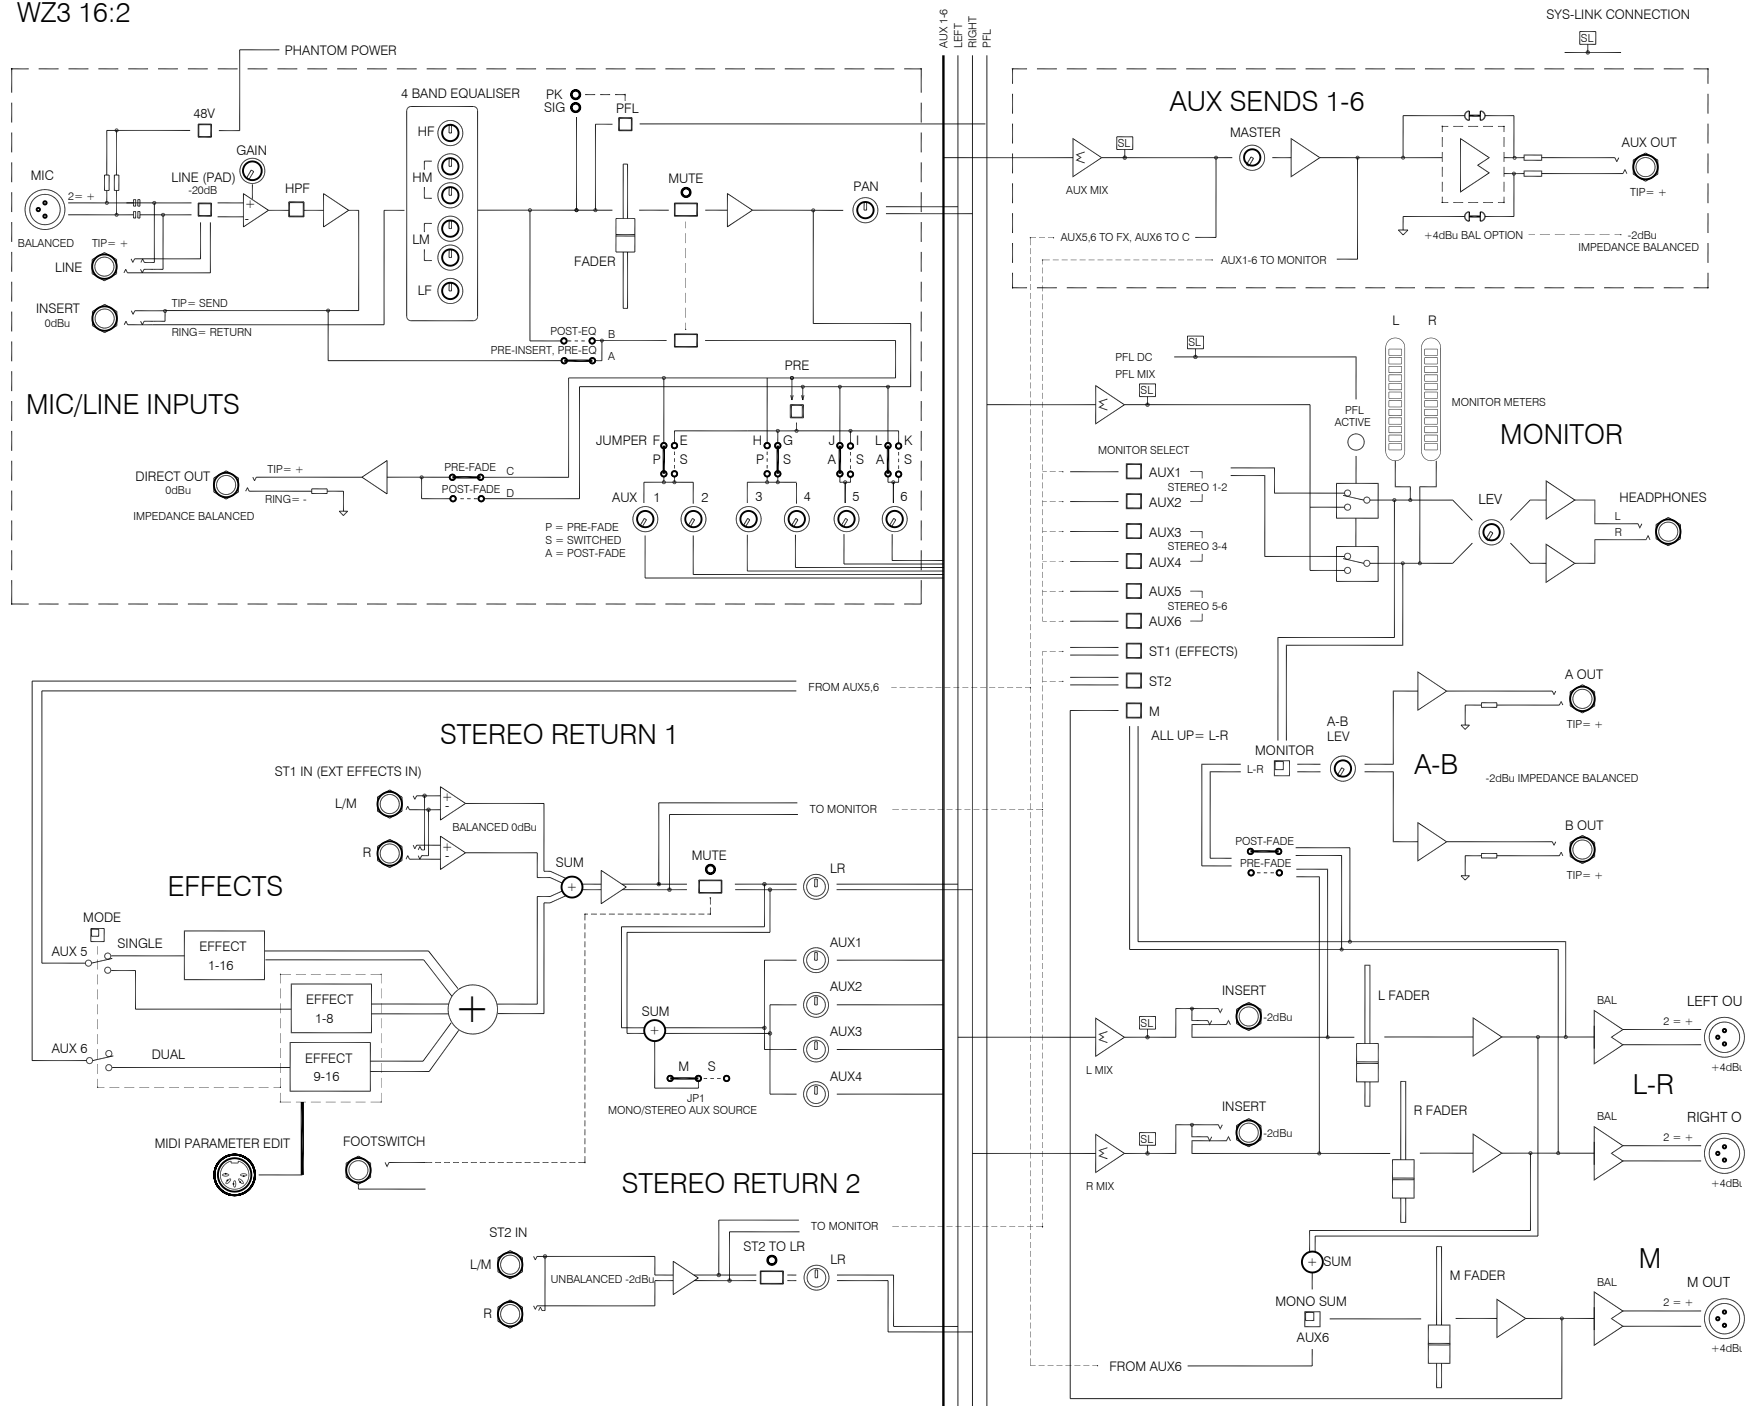 WZ3 16:2
PHANTOM POWER
AUX 1-6
LEFT
RIGHT
PFL
SYS-LINK CONNECTION
SL
48V
GAIN
MIC
2= +
LINE (PAD)
-20dB
HPF
+
-
BALANCED
TIP= +
LINE
INSERT
0dBu
TIP= SEND
RING= RETURN
4 BAND EQUALISER
HF
HM
LM
LF
PK
SIG
PFL
FADER
MUTE
PAN
POST-EQ
B
PRE-INSERT, PRE-EQ
A
PRE
MIC/LINE INPUTS
JUMPER
F E
P S
H G
P S
J I
A S
L K
A S
DIRECT OUT
0dBu
TIP= +
RING= -
IMPEDANCE BALANCED
PRE-FADE
C
POST-FADE
D
AUX 1 2 3 4 5 6
P = PRE-FADE
S = SWITCHED
A = POST-FADE
AUX SENDS 1-6
Σ
AUX MIX
SL
MASTER
AUX OUT
TIP= +
AUX5,6 TO FX, AUX6 TO C
AUX1-6 TO MONITOR
+4dBu BAL OPTION
-2dBu
IMPEDANCE BALANCED
PFL DC
SL
PFL MIX
SL
Σ
L R
PFL
ACTIVE
MONITOR METERS
MONITOR
MONITOR SELECT
AUX1
STEREO 1-2
AUX2
AUX3
STEREO 3-4
AUX4
AUX5
STEREO 5-6
AUX6
ST1 (EFFECTS)
ST2
M
ALL UP= L-R
LEV
HEADPHONES
L
R
A OUT
TIP= +
A-B
LEV
MONITOR
L-R
A-B
-2dBu IMPEDANCE BALANCED
B OUT
TIP= +
POST-FADE
PRE-FADE
FROM AUX5,6
STEREO RETURN 1
ST1 IN (EXT EFFECTS IN)
L/M
+
-
BALANCED 0dBu
R
+
-
SUM
+
TO MONITOR
MUTE
LR
EFFECTS
MODE
AUX 5
SINGLE
EFFECT
1-16
EFFECT
1-8
EFFECT
9-16
AUX 6
DUAL
+
AUX1
AUX2
AUX3
AUX4
SUM
+
M S
JP1
MONO/STEREO AUX SOURCE
MIDI PARAMETER EDIT
FOOTSWITCH
STEREO RETURN 2
ST2 IN
L/M
UNBALANCED -2dBu
R
TO MONITOR
ST2 TO LR
LR
Σ
L MIX
SL
INSERT
-2dBu
L FADER
BAL
LEFT OU
2 = +
+4dBu
L-R
Σ
R MIX
SL
INSERT
-2dBu
R FADER
BAL
RIGHT O
2 = +
+4dBu
+
SUM
MONO SUM
AUX6
FROM AUX6
M FADER
M
BAL
M OUT
2 = +
+4dBu